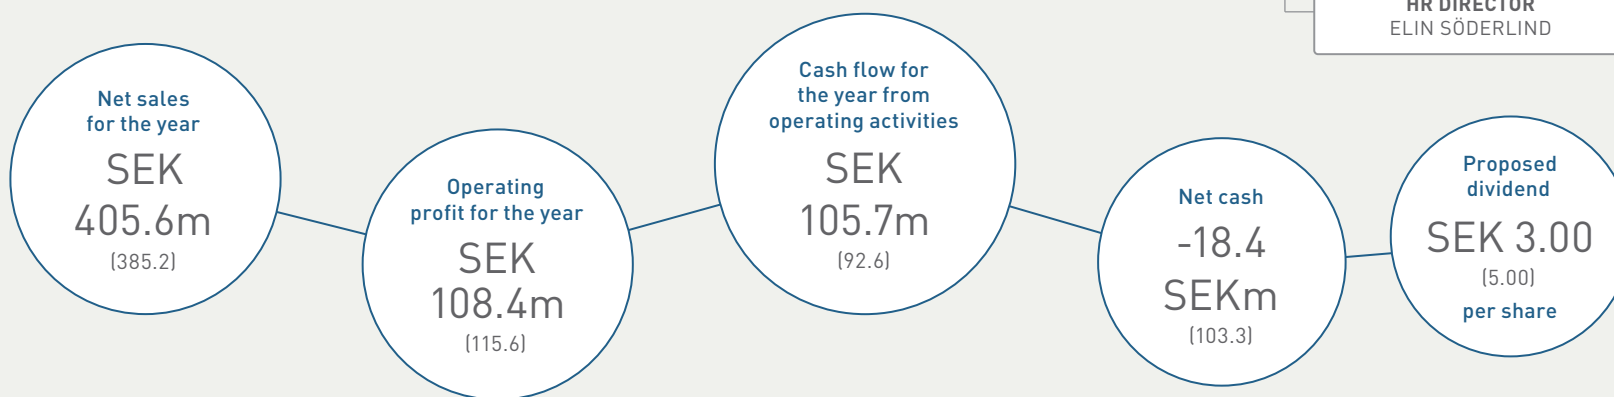 HR DIRECTOR
ELIN SÖDERLIND
Net sales
for the year
SEK
405.6m
(385.2)
Operating
profit for the year
SEK
108.4m
(115.6)
Cash flow for
the year from
operating activities
SEK
105.7m
(92.6)
Net cash
-18.4
SEKm
(103.3)
Proposed
dividend
SEK 3.00
(5.00)
per share